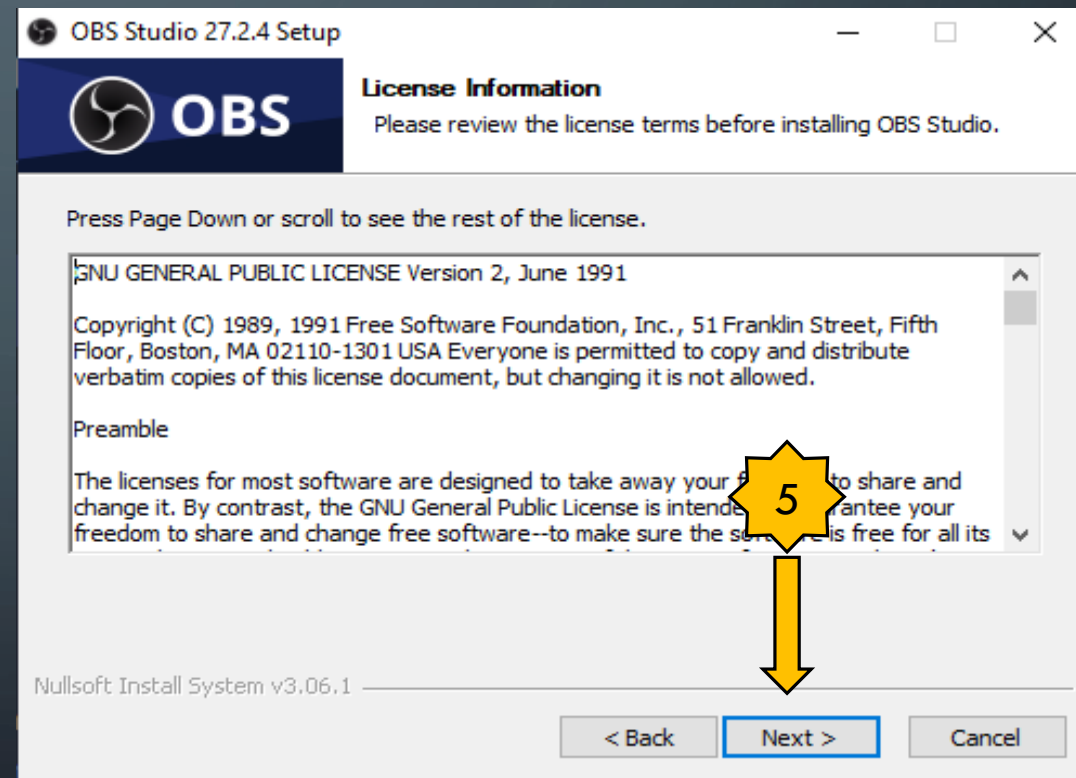 OBS Studio 27.2.4 Setup
OBS
License Information
Please review the license terms before installing OBS Studio.
Press Page Down or scroll to see the rest of the license.
GNU GENERAL PUBLIC LICENSE Version 2, June 1991
Copyright (C) 1989, 1991 Free Software Foundation, Inc., 51 Franklin Street, Fifth
Floor, Boston, MA 02110-1301 USA Everyone is permitted to copy and distribute
verbatim copies of this license document, but changing it is not allowed.
Preamble
The licenses for most software are designed to take away your to share and
change it. By contrast, the GNU General Public License is your
freedom to share and change free software--to make sure the is free for all its
5
Nullsoft Install System v3.06.1
< Back
Next >
Cancel